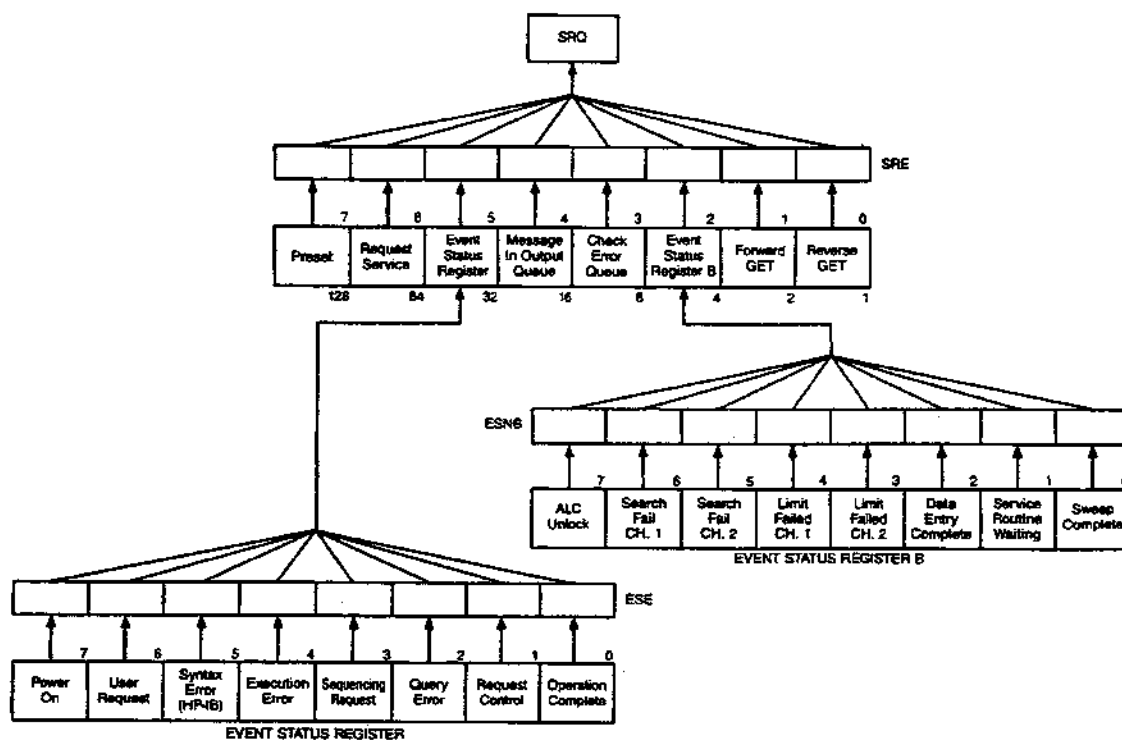 SRQ
SRE
7 6 5 4 3 2 1 0
Preset
Request
Service
Event
Status
Register
Message
In Output
Queue
Check
Error
Queue
Event
Status
Register B
Forward
GET
Reverse
GET
128 64 32 16 8 4 2 1
ESNB
7 6 5 4 3 2 1
ALC
Unlock
Search
Fail
CH. 1
Search
Fail
CH. 2
Limit
Failed
CH. 1
Limit
Failed
CH. 2
Data
Entry
Complete
Service
Routine
Waiting
Sweep
Complete
EVENT STATUS REGISTER B
ESE
7 6 5 4 3 2 1 0
Power
On
User
Request
Syntax
Error
(HP-IB)
Execution
Error
Sequencing
Request
Query
Error
Request
Control
Operation
Complete
EVENT STATUS REGISTER